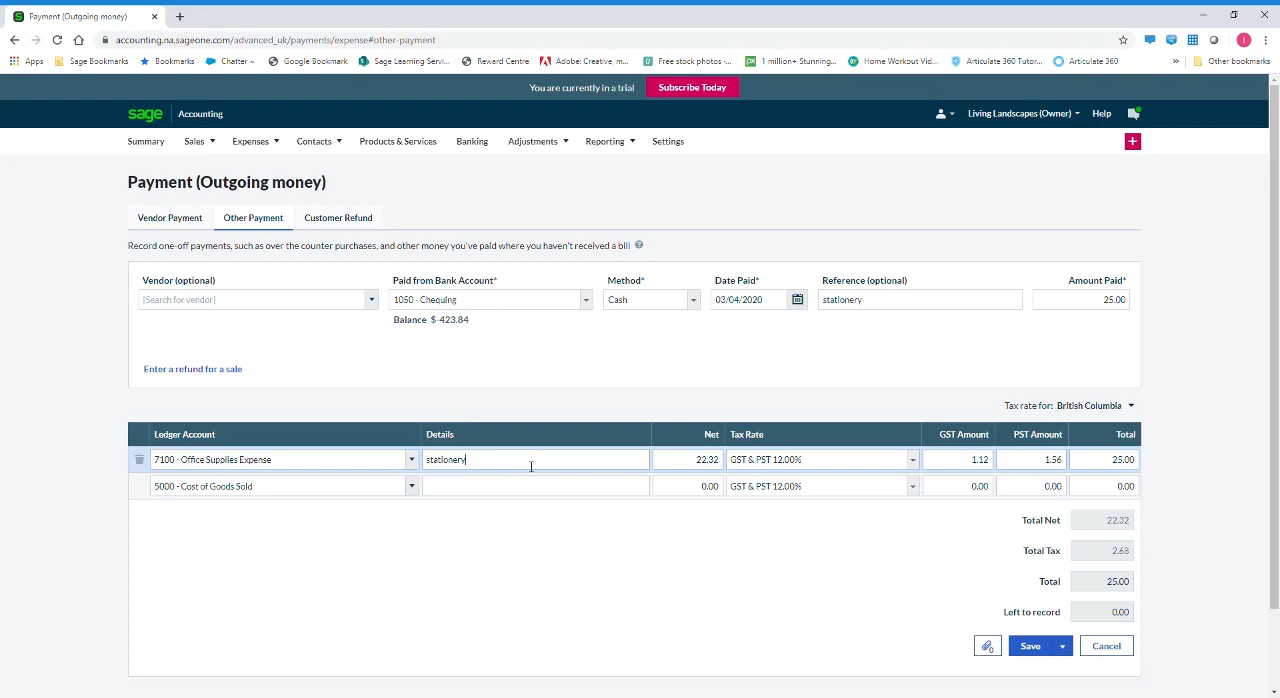 Payment (Outgoing money)
accounting.na.sageone.com/advanced_uk/payments/expense#other-payment
Apps Sage Bookmarks Bookmarks Chatter ~ Google Bookmark Sage Learning Servi... Reward Centre Adobe: Creative, m... Free stock photos -... 1 million+ Stunning... Home Workout Vid... Articulate 360 Tutor... Articulate 360 » Other bookmarks
You are currently in a trial Subscribe Today
sage Accounting Living Landscapes (Owner) Help
Summary Sales Expenses Contacts Products & Services Banking Adjustments Reporting Settings +
Payment (Outgoing money)
Vendor Payment Other Payment Customer Refund
Record one-off payments, such as over the counter purchases, and other money you've paid where you haven't received a bill ?
Vendor (optional) Paid from Bank Account* Method* Date Paid* Reference (optional) Amount Paid*
[Search for vendor] 1050 - Chequing Cash 03/04/2020 stationery 25.00
Balance $-423.84
Enter a refund for a sale
Tax rate for: British Columbia
Ledger Account Details Net Tax Rate GST Amount PST Amount Total
7100 - Office Supplies Expense stationery 22.32 GST & PST 12.00% 1.12 1.56 25.00
5000 - Cost of Goods Sold 0.00 GST & PST 12.00% 0.00 0.00 0.00
Total Net 22.32
Total Tax 2.68
Total 25.00
Left to record 0.00
0 Save Cancel